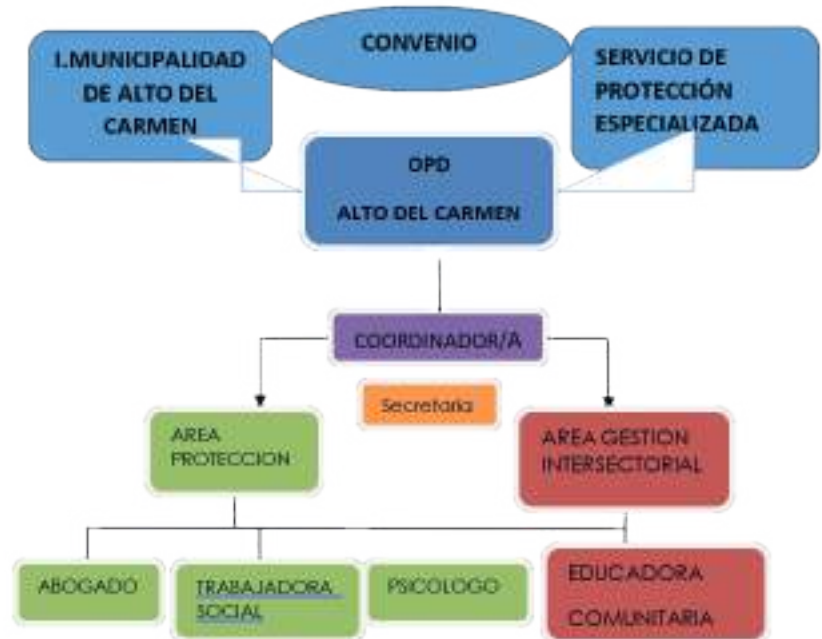 CONVENIO
I.MUNICIPALIDAD
DE ALTO DEL
CARMEN
SERVICIO DE
PROTECCIÓN
ESPECIALIZADA
OPD
ALTO DEL CARMEN
COORDINADOR/A
Secretaria
AREA
PROTECCION
AREA GESTION
INTERSECTORIAL
ABOGADO
TRABAJADORA
SOCIAL
PSICOLOGO
EDUCADORA
COMUNITARIA